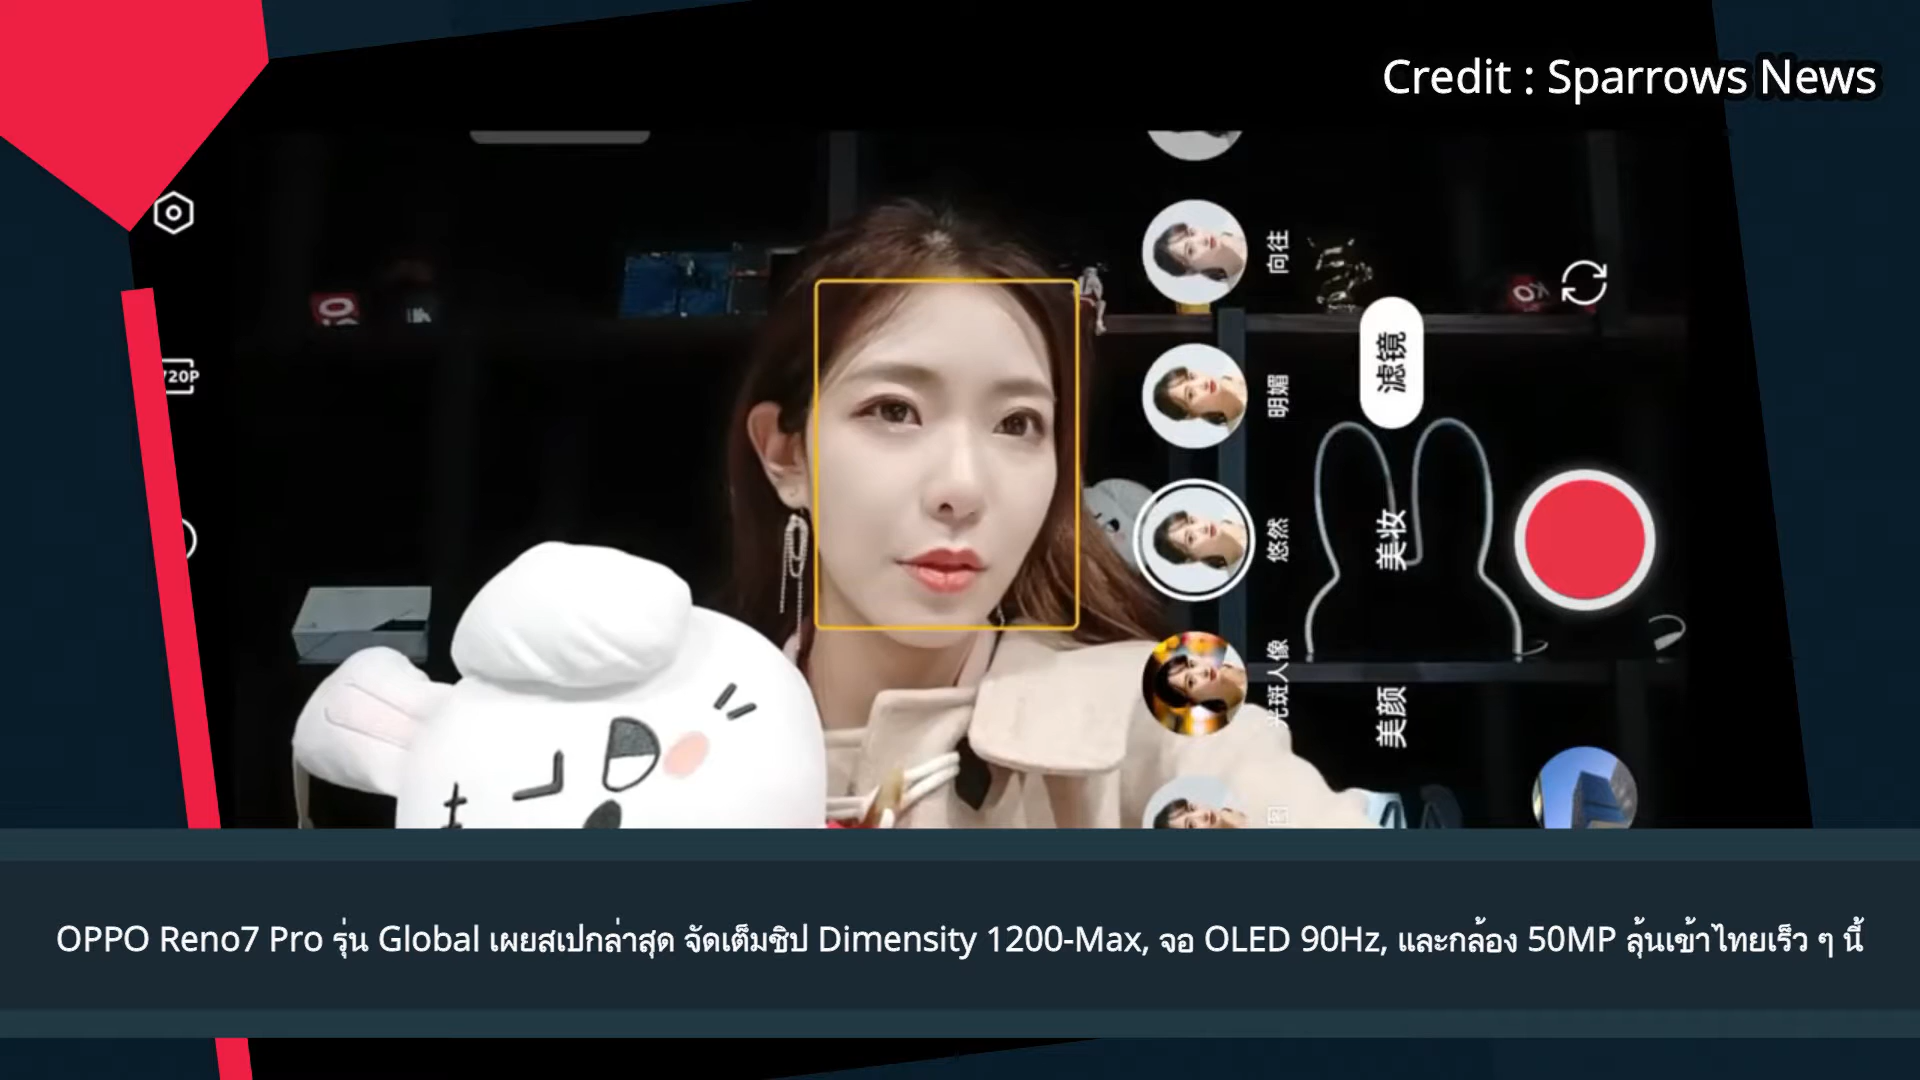 Credit : Sparrows News
720P
向往
明媚
悠然
光斑人像
滤镜
美妆
美颜
OPPO Reno7 Pro รุ่น Global เผยสเปกล่าสุด จัดเต็มชิป Dimensity 1200-Max, จอ OLED 90Hz, และกล้อง 50MP ลุ้นเข้าไทยเร็ว ๆ นี้